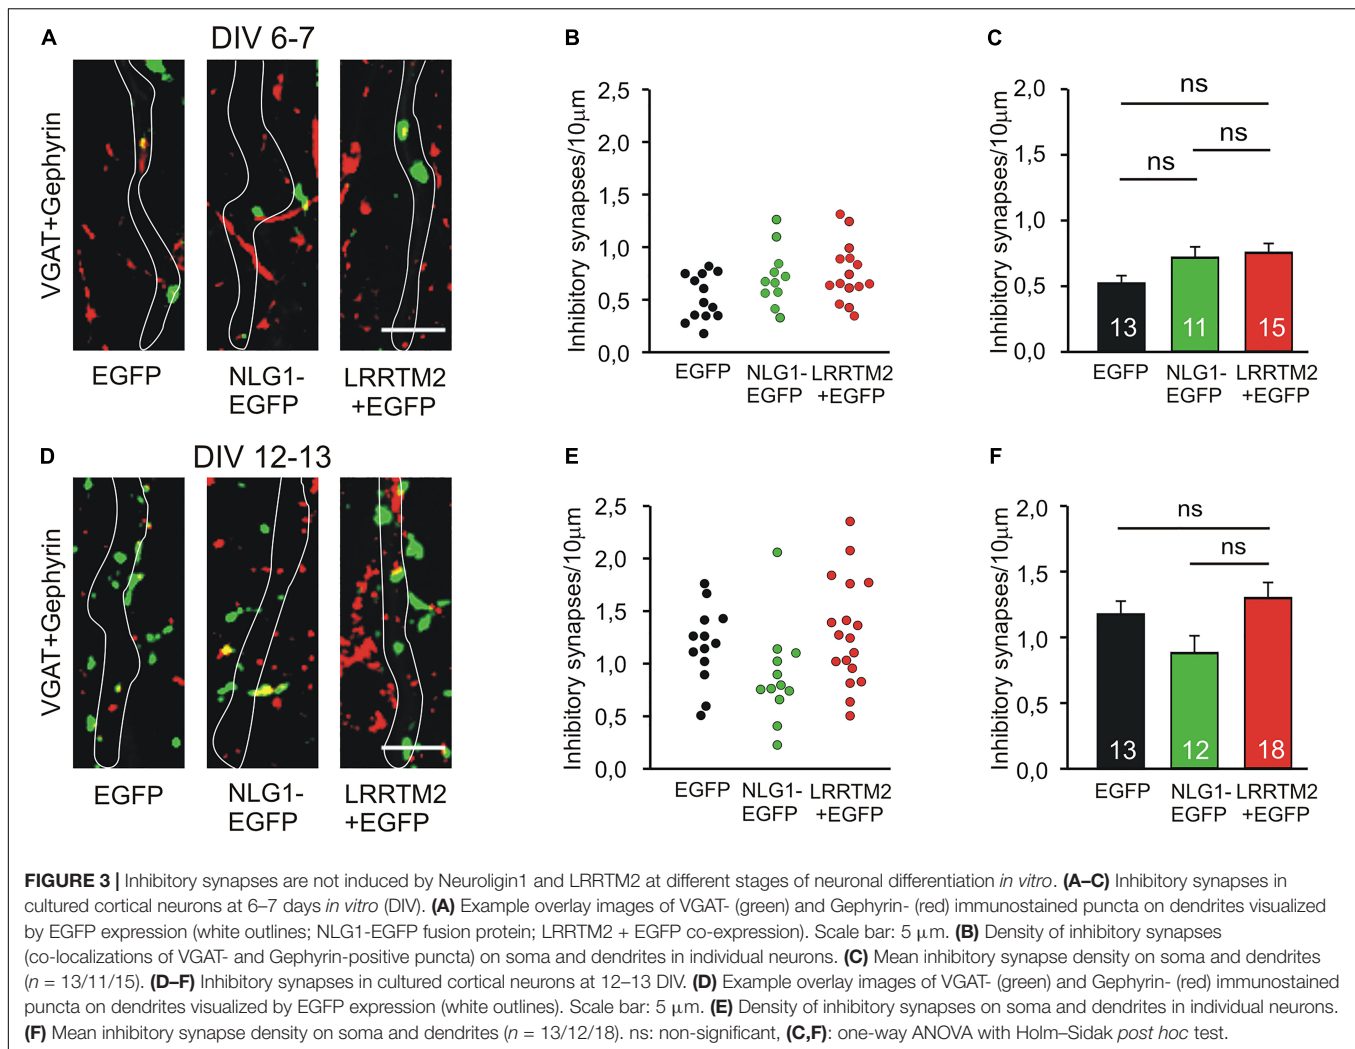 A
DIV 6-7
VGAT+Gephyrin
EGFP
NLG1-
EGFP
LRRTM2
+EGFP
B
Inhibitory synapses/10µm
2,5
2,0
1,5
1,0
0,5
0,0
EGFP
NLG1-
EGFP
LRRTM2
+EGFP
C
Inhibitory synapses/10µm
2,0
1,5
1,0
0,5
0,0
ns
ns
ns
13
11
15
EGFP
NLG1-
EGFP
LRRTM2
+EGFP
D
DIV 12-13
VGAT+Gephyrin
EGFP
NLG1-
EGFP
LRRTM2
+EGFP
E
Inhibitory synapses/10µm
2,5
2,0
1,5
1,0
0,5
0,0
EGFP
NLG1-
EGFP
LRRTM2
+EGFP
F
Inhibitory synapses/10µm
2,0
1,5
1,0
0,5
0,0
ns
ns
13
12
18
EGFP
NLG1-
EGFP
LRRTM2
+EGFP
FIGURE 3 | Inhibitory synapses are not induced by Neuroligin1 and LRRTM2 at different stages of neuronal differentiation in vitro. (A–C) Inhibitory synapses in
cultured cortical neurons at 6–7 days in vitro (DIV). (A) Example overlay images of VGAT- (green) and Gephyrin- (red) immunostained puncta on dendrites visualized
by EGFP expression (white outlines; NLG1-EGFP fusion protein; LRRTM2 + EGFP co-expression). Scale bar: 5 µm. (B) Density of inhibitory synapses
(co-localizations of VGAT- and Gephyrin-positive puncta) on soma and dendrites in individual neurons. (C) Mean inhibitory synapse density on soma and dendrites
(n = 13/11/15). (D–F) Inhibitory synapses in cultured cortical neurons at 12–13 DIV. (D) Example overlay images of VGAT- (green) and Gephyrin- (red) immunostained
puncta on dendrites visualized by EGFP expression (white outlines). Scale bar: 5 µm. (E) Density of inhibitory synapses on soma and dendrites in individual neurons.
(F) Mean inhibitory synapse density on soma and dendrites (n = 13/12/18). ns: non-significant, (C,F): one-way ANOVA with Holm–Sidak post hoc test.